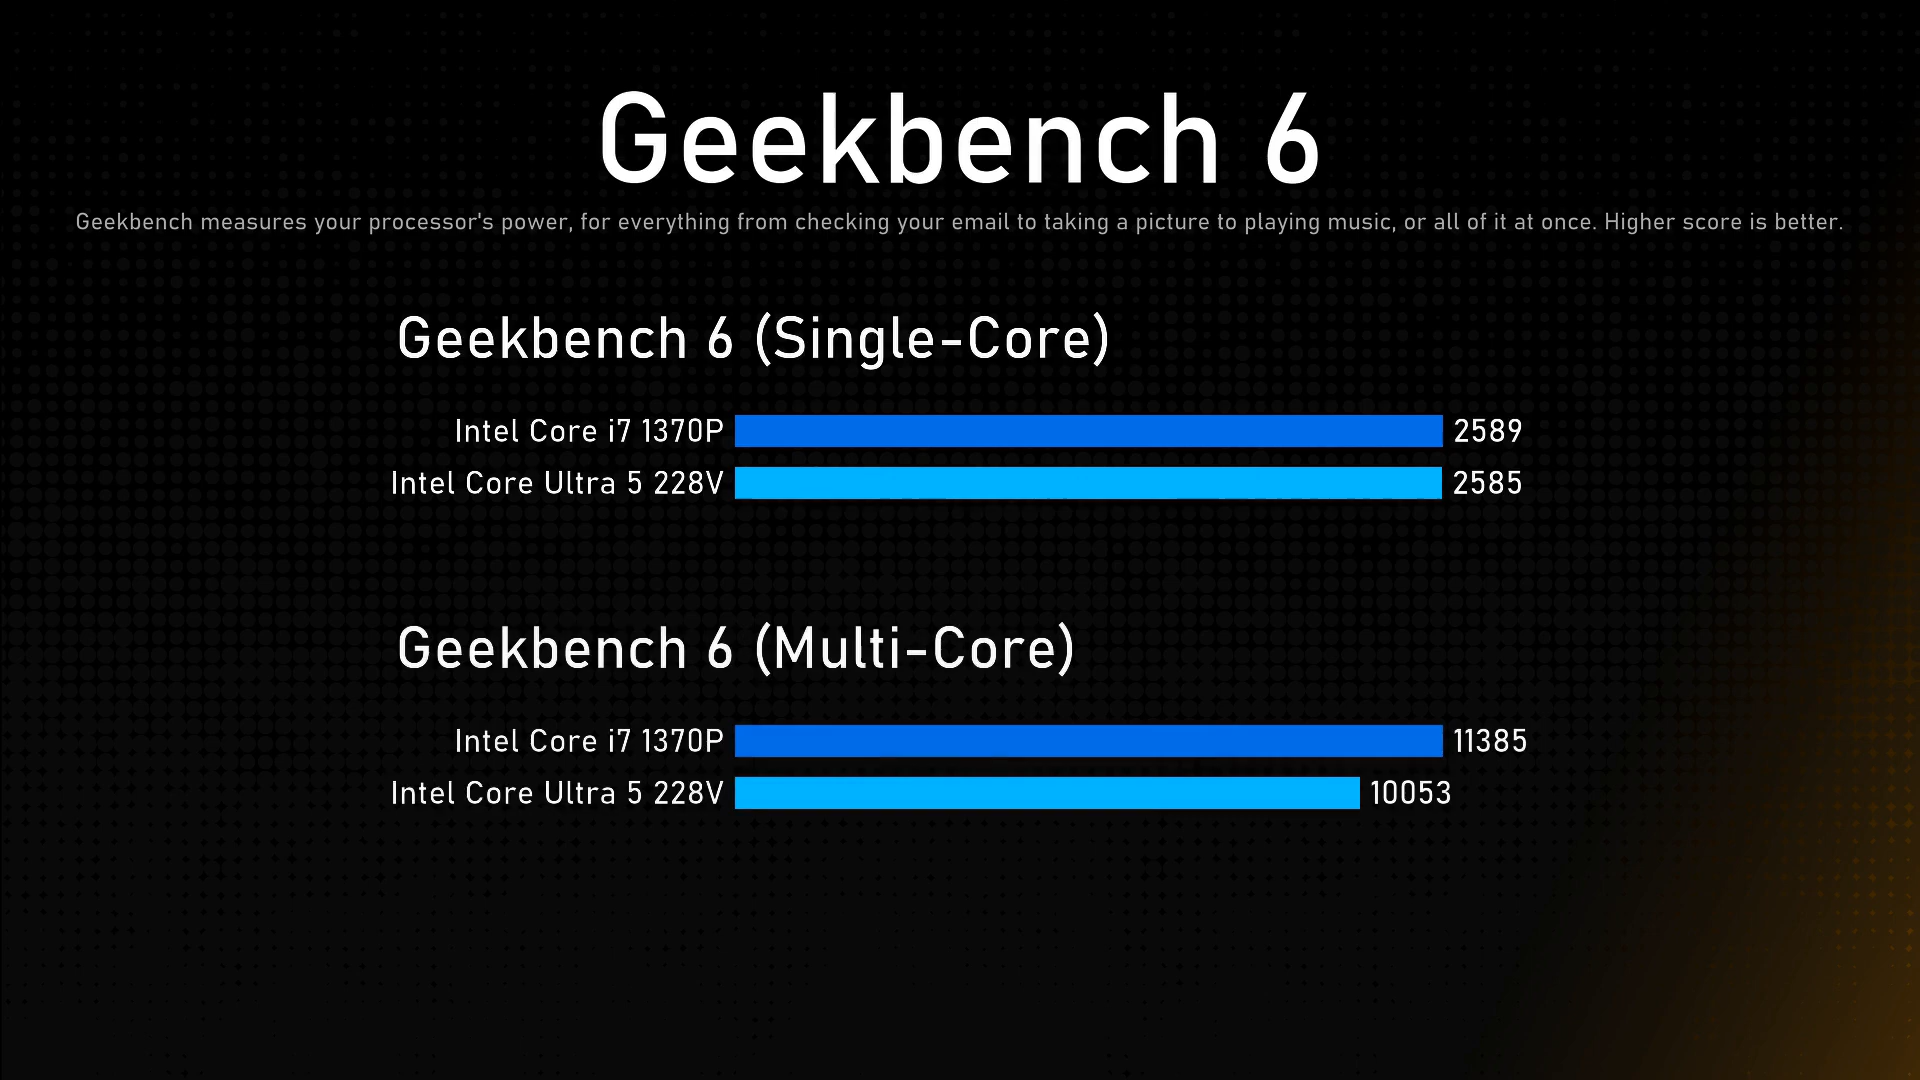 Geekbench 6
Geekbench measures your processor's power, for everything from checking your email to taking a picture to playing music, or all of it at once. Higher score is better.
Geekbench 6 (Single-Core)
Intel Core i7 1370P 2589
Intel Core Ultra 5 228V 2585
Geekbench 6 (Multi-Core)
Intel Core i7 1370P 11385
Intel Core Ultra 5 228V 10053